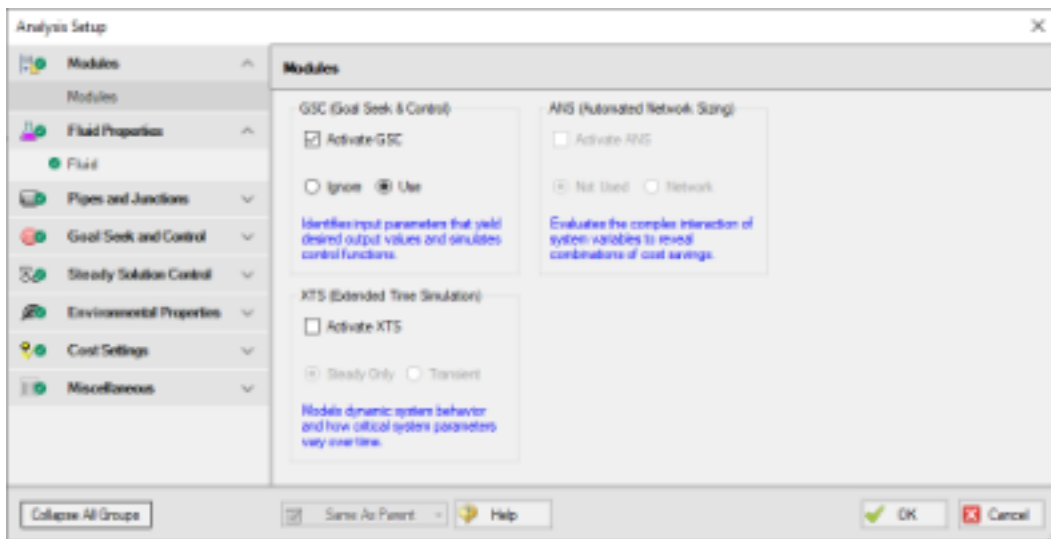 Analysis Setup
Modules
Modules
Fluid Properties
Fluid
Pipes and Junctions
Goal Seek and Control
Steady Solution Control
Environmental Properties
Cost Settings
Miscellaneous
Collapse All Groups
Modules
GSC (Goal Seek & Control)
Activate GSC
Ignore Use
Identifies input parameters that yield
desired output values and simulates
control functions.
ANS (Automated Network Sizing)
Activate ANS
Not Used Network
Evaluates the complex interaction of
system variables to reveal
combinations of cost savings.
XTS (Extended Time Simulation)
Activate XTS
Steady Only Transient
Models dynamic system behavior
and how critical system parameters
vary over time.
Same As Parent
Help
OK
Cancel